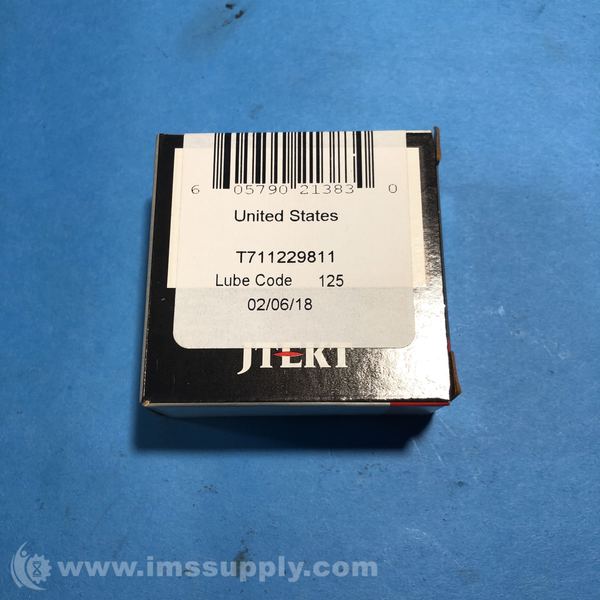 6 05790 21383 0
United States
T711229811
Lube Code 125
02/06/18
JTEKT
www.imssupply.com